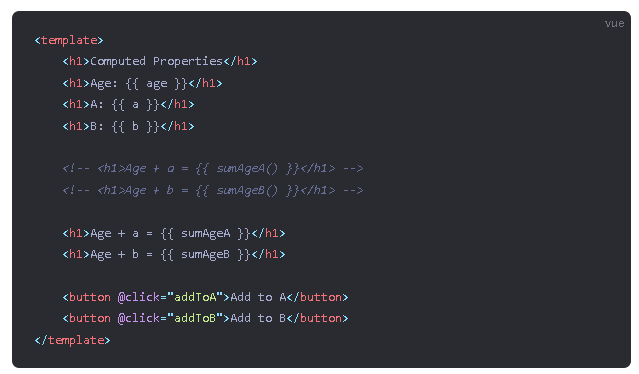 vue
<template>
    <h1>Computed Properties</h1>
    <h1>Age: {{ age }}</h1>
    <h1>A: {{ a }}</h1>
    <h1>B: {{ b }}</h1>

    <!-- <h1>Age + a = {{ sumAgeA() }}</h1> -->
    <!-- <h1>Age + b = {{ sumAgeB() }}</h1> -->

    <h1>Age + a = {{ sumAgeA }}</h1>
    <h1>Age + b = {{ sumAgeB }}</h1>

    <button @click="addToA">Add to A</button>
    <button @click="addToB">Add to B</button>
</template>